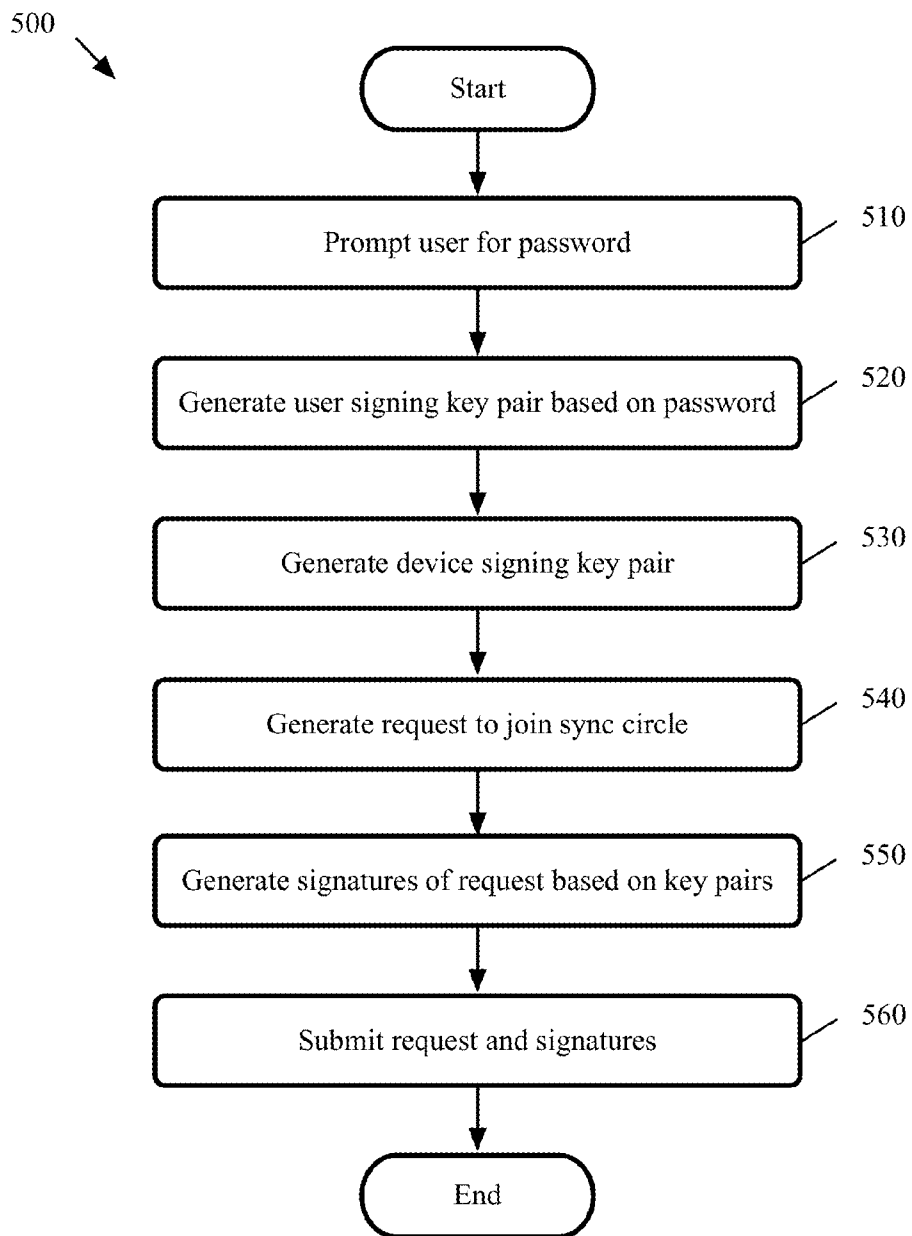 500
Start
Prompt user for password
510
Generate user signing key pair based on password
520
Generate device signing key pair
530
Generate request to join sync circle
540
Generate signatures of request based on key pairs
550
Submit request and signatures
560
End